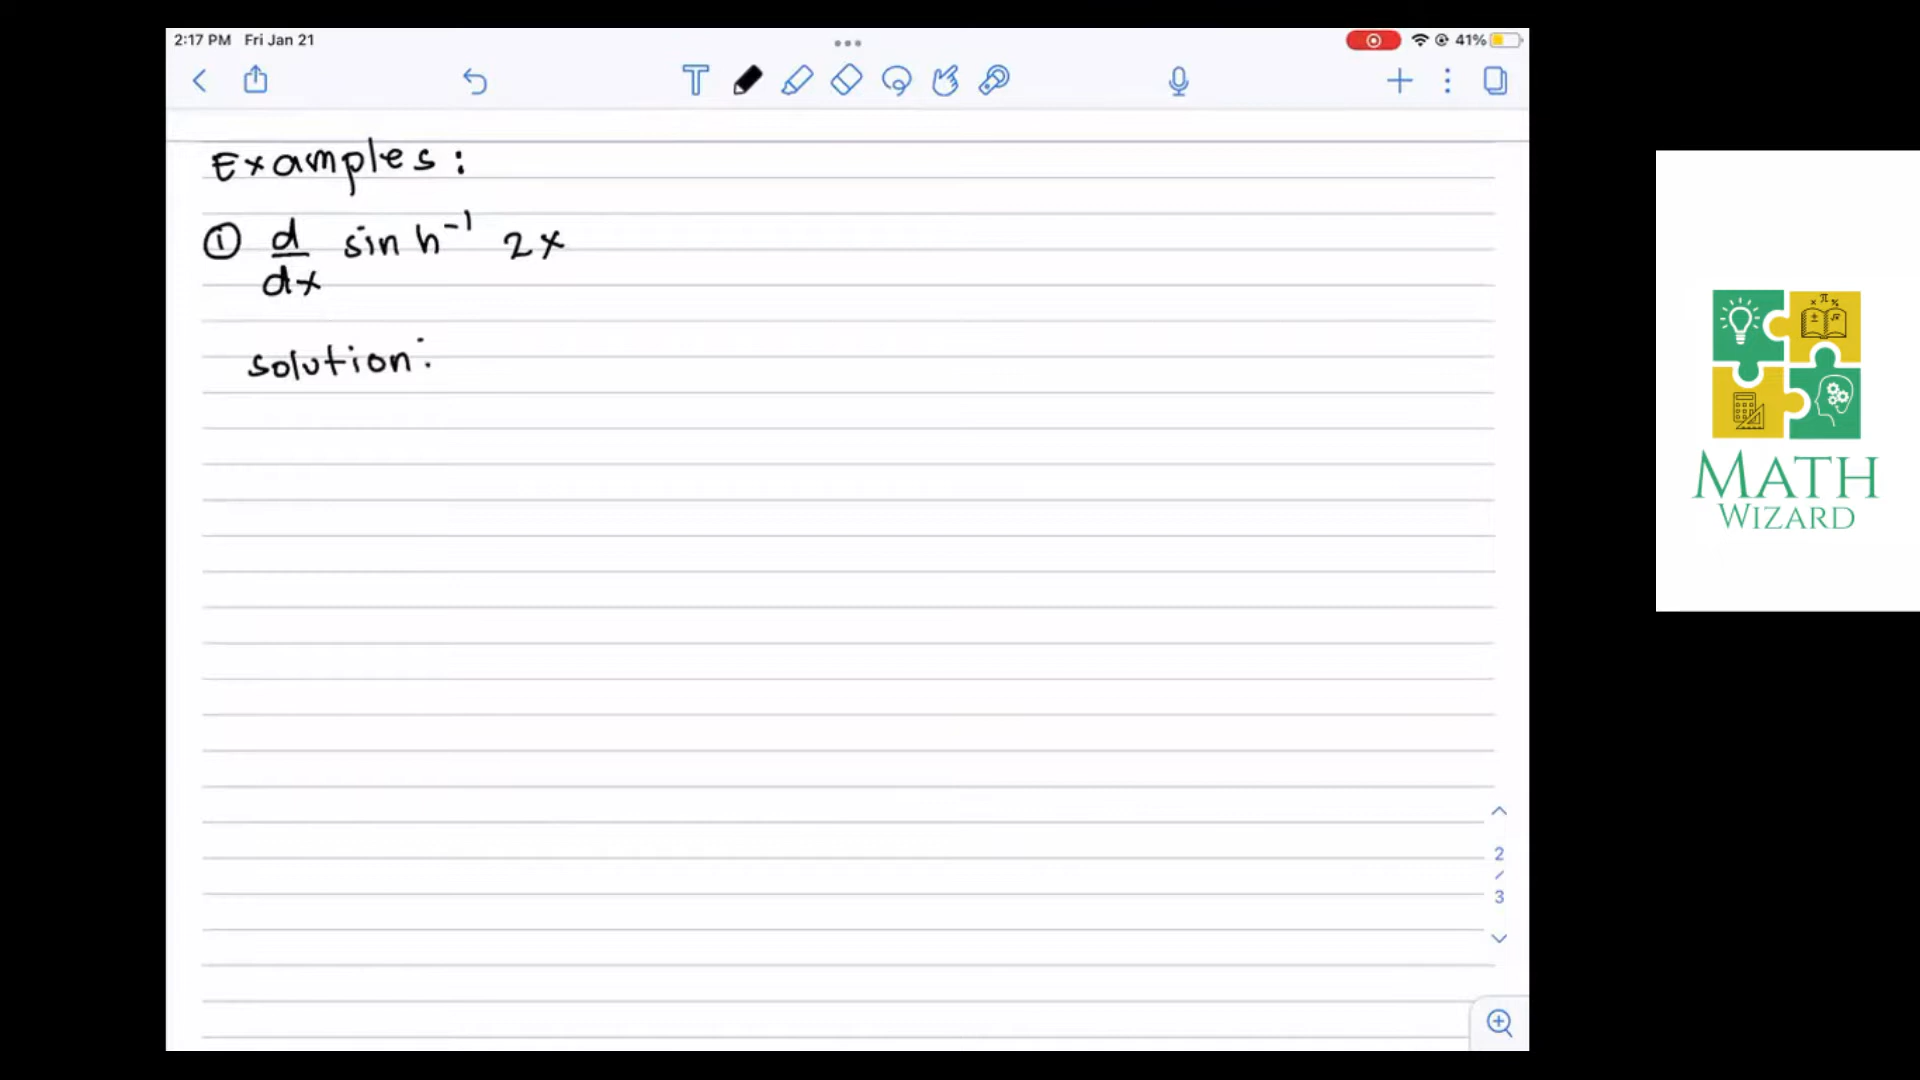 2:17 PM Fri Jan 21
41%
Examples:
① d/dx sin h⁻¹ 2x
solution:
2
/
3
MATH
WIZARD